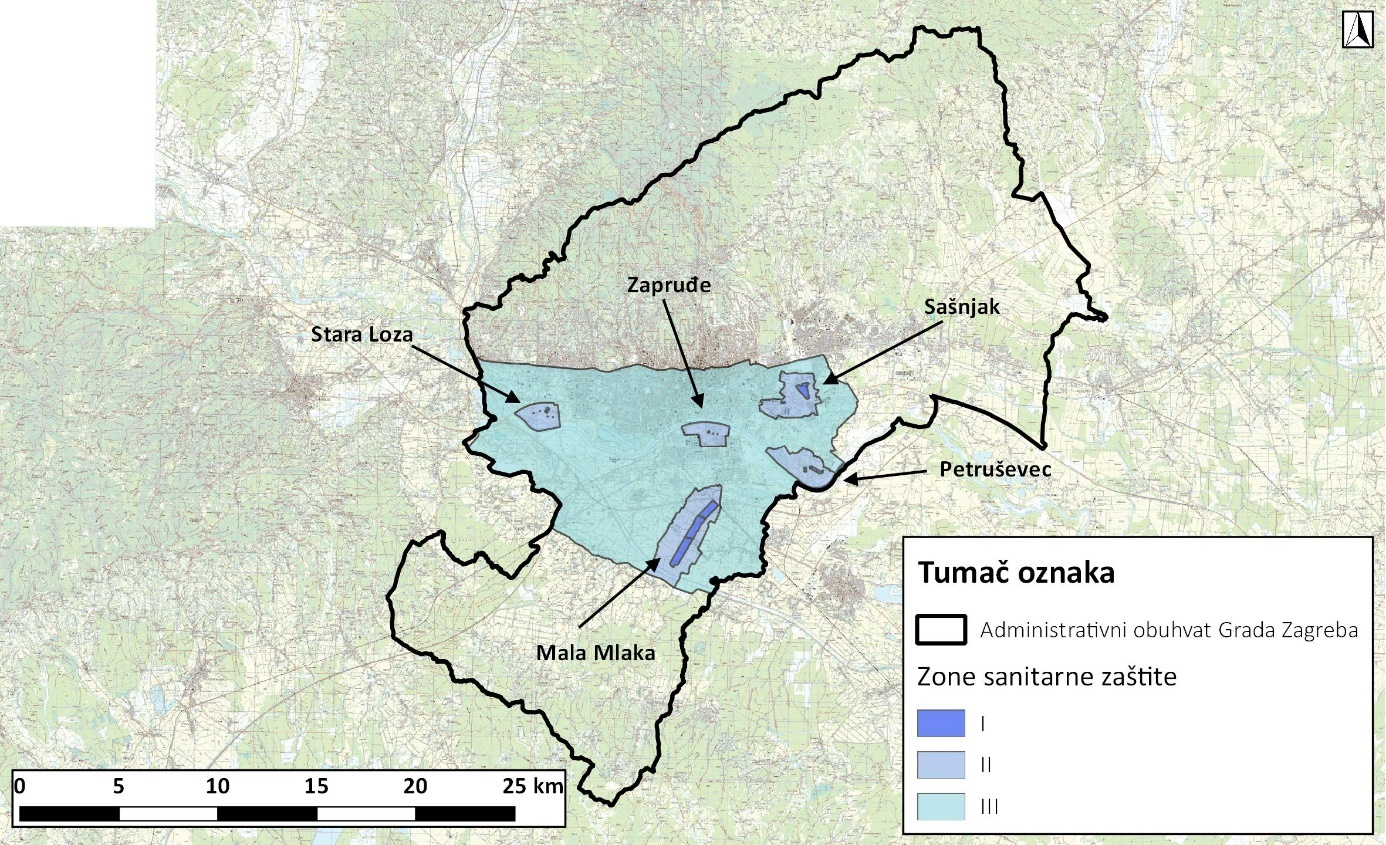 Zapruđe
Sašnjak
Stara Loza
Petruševec
Mala Mlaka
Tumač oznaka
Administrativni obuhvat Grada Zagreba
Zone sanitarne zaštite
I
II
III
0 5 10 15 20 25 km